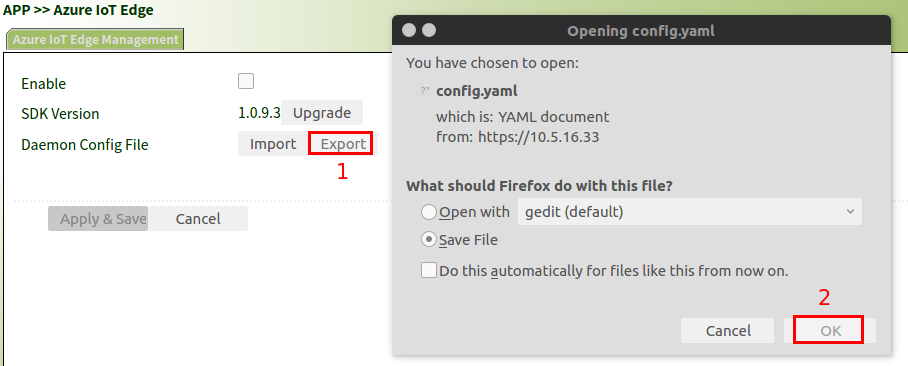 APP >> Azure IoT Edge
Azure IoT Edge Management
Enable
SDK Version 1.0.9.3 Upgrade
Daemon Config File Import Export
1
Apply & Save Cancel
Opening config.yaml
You have chosen to open:
config.yaml
which is: YAML document
from: https://10.5.16.33
What should Firefox do with this file?
Open with gedit (default)
Save File
Do this automatically for files like this from now on.
2
Cancel OK